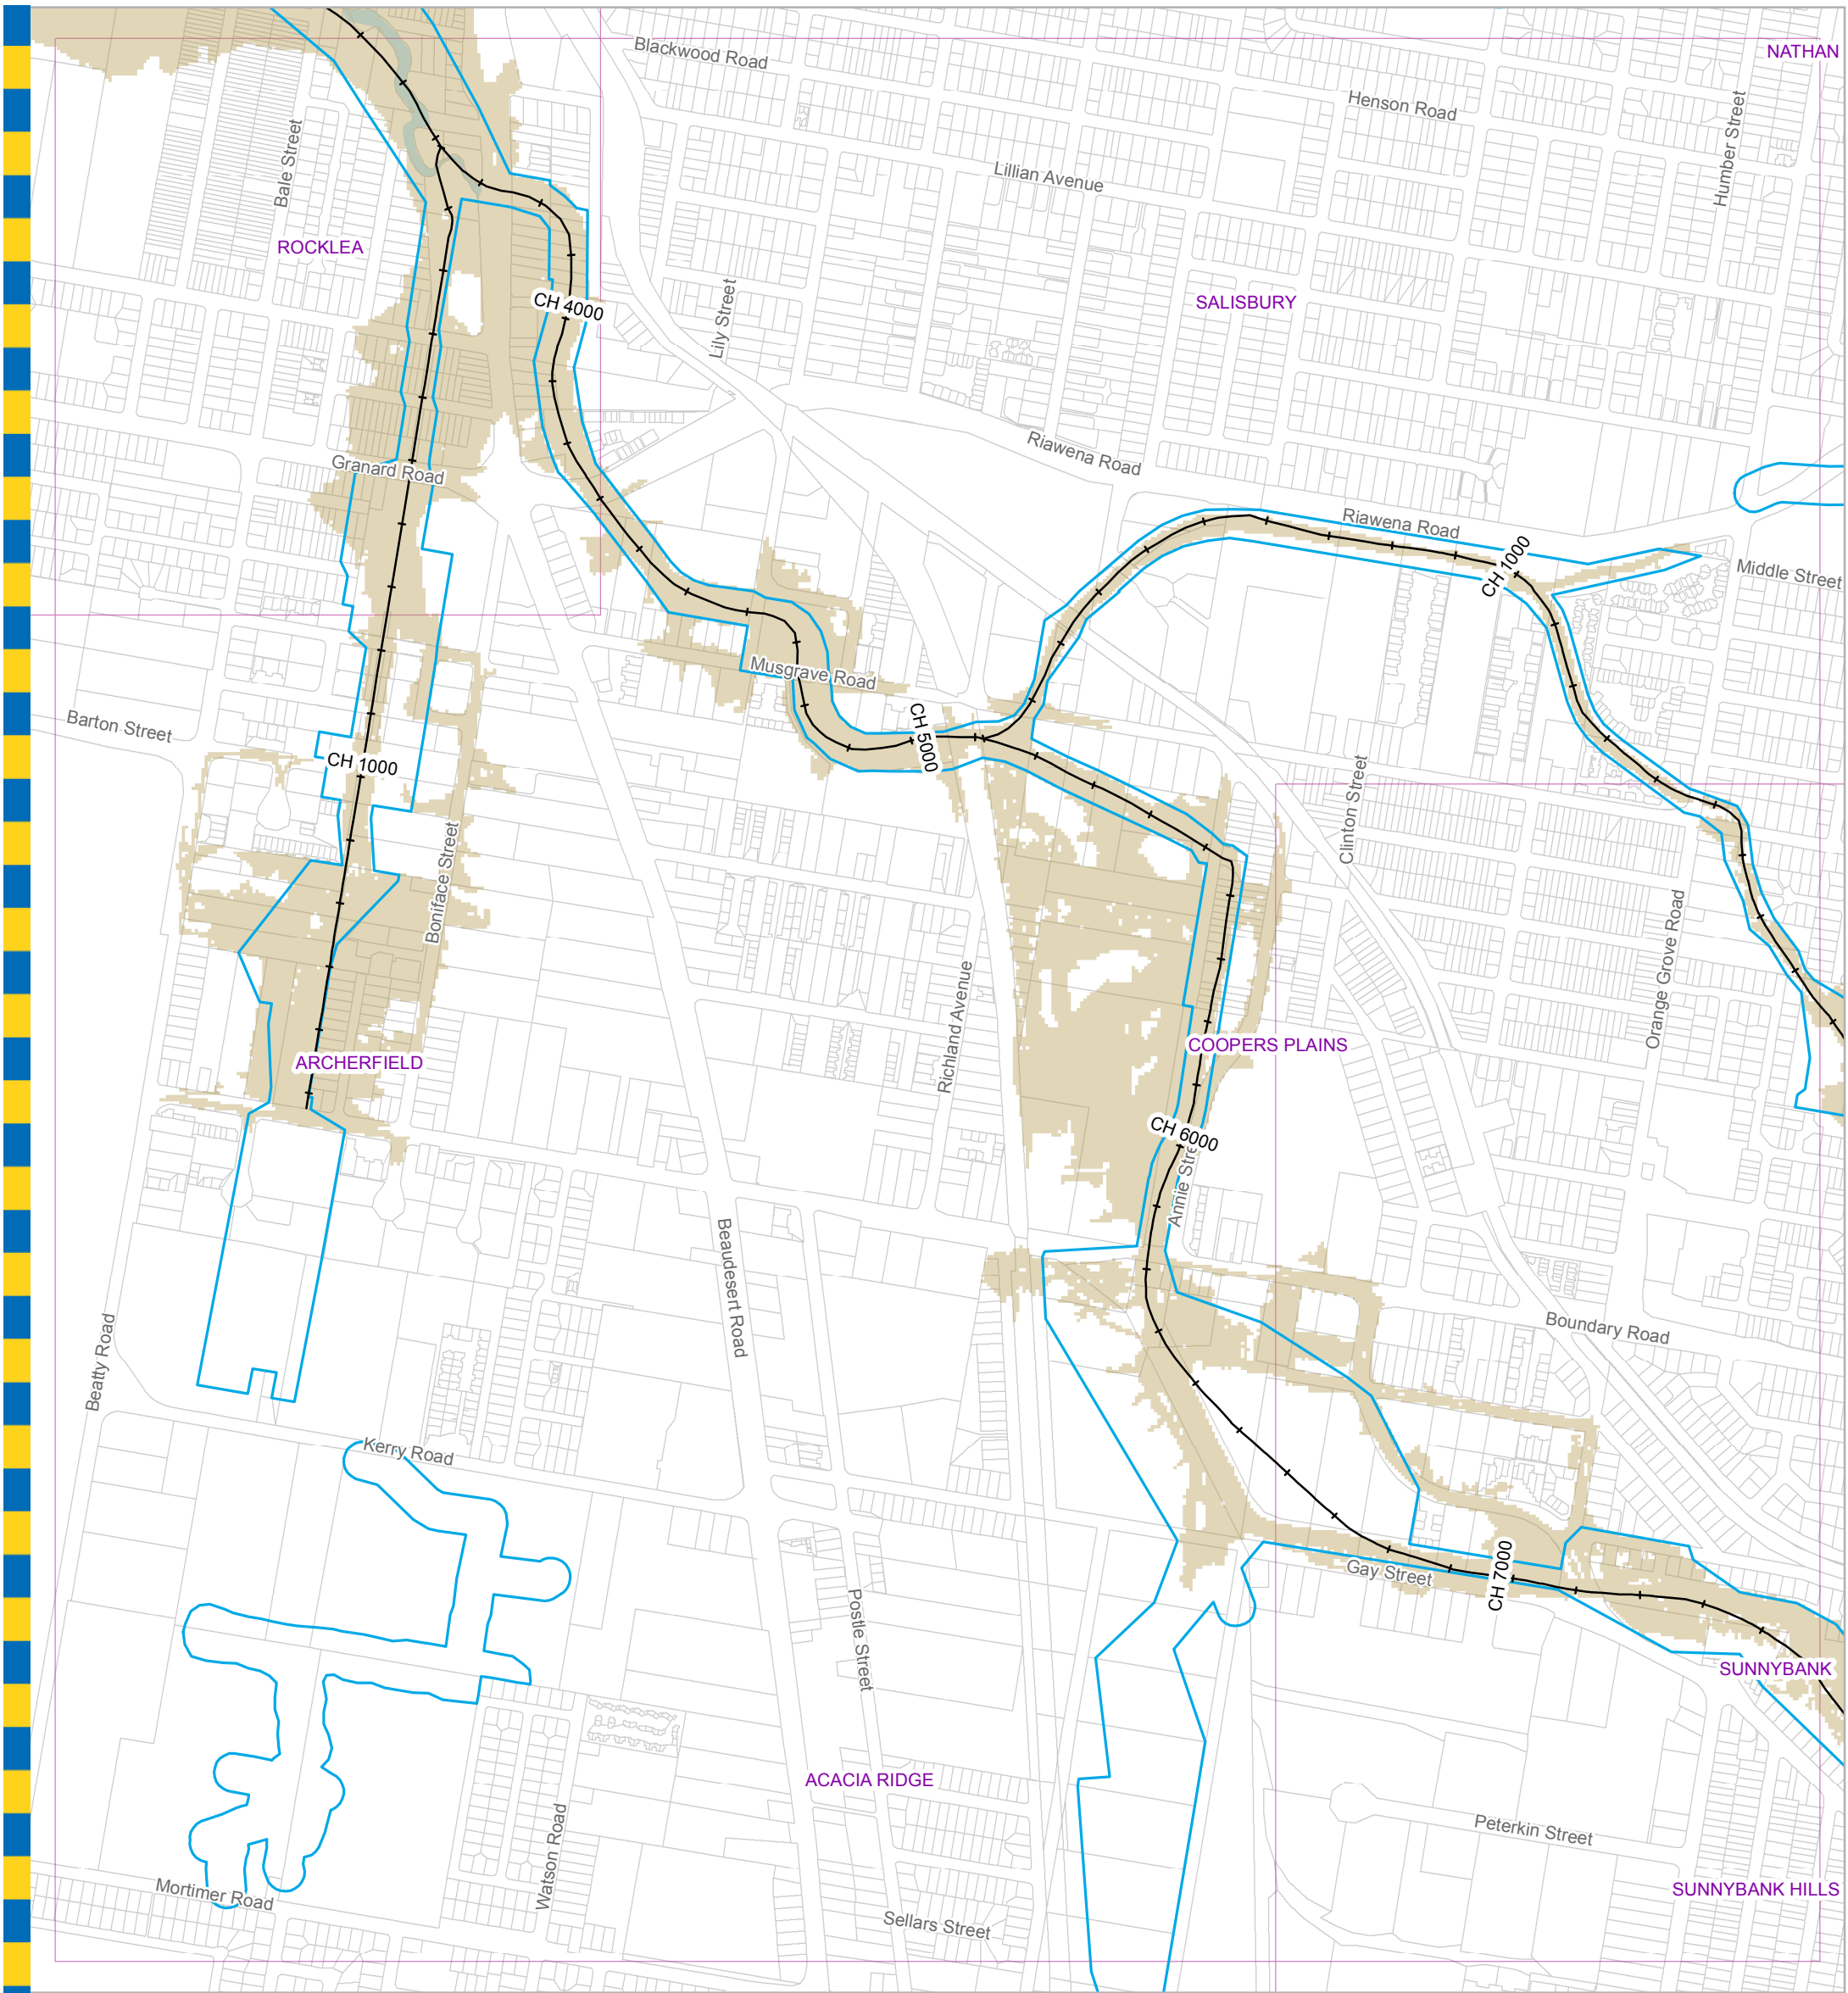 Blackwood Road
NATHAN
Henson Road
Humber Street
Bale Street
Lillian Avenue
ROCKLEA
CH 4000
Lily Street
SALISBURY
Riawena Road
Granard Road
Riawena Road
CH 1000
Middle Street
Musgrave Road
Barton Street
CH 5000
CH 1000
Clinton Street
Boniface Street
Orange Grove Road
Richland Avenue
COOPERS PLAINS
ARCHERFIELD
CH 6000
Annie Stre
Beaudesert Road
Boundary Road
Beatty Road
Kerry Road
Gay Street
CH 7000
Postle Street
SUNNYBANK
ACACIA RIDGE
Watson Road
Peterkin Street
Mortimer Road
SUNNYBANK HILLS
Sellars Street